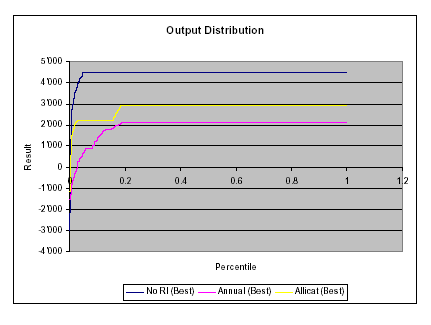 Output Distribution
5'000
4'000
3'000
2'000
1'000
0
-1'000
-2'000
-3'000
-4'000
0
0.2
0.4
0.6
0.8
1
1.2
Result
Percentile
No RI (Best)
Annual (Best)
Allicat (Best)